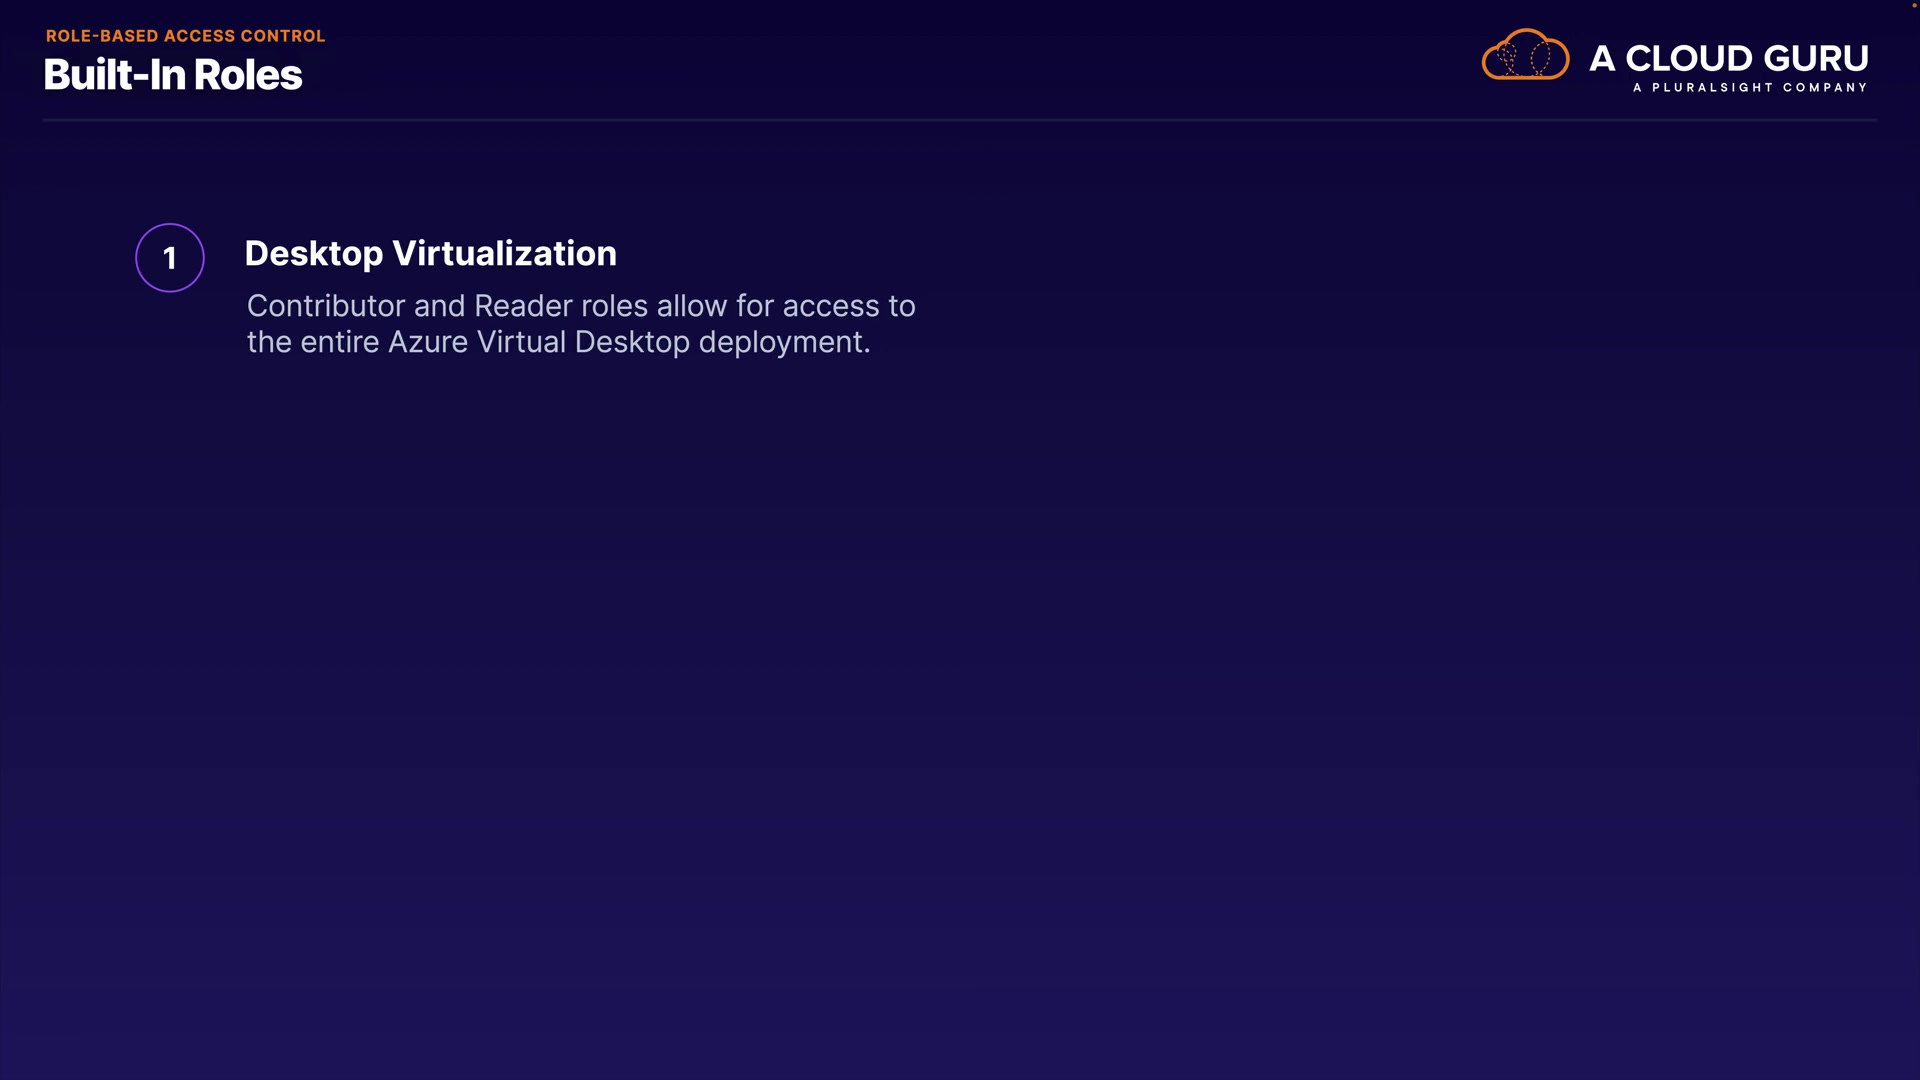 ROLE-BASED ACCESS CONTROL
Built-In Roles
A CLOUD GURU
A PLURALSIGHT COMPANY
1
Desktop Virtualization
Contributor and Reader roles allow for access to
the entire Azure Virtual Desktop deployment.